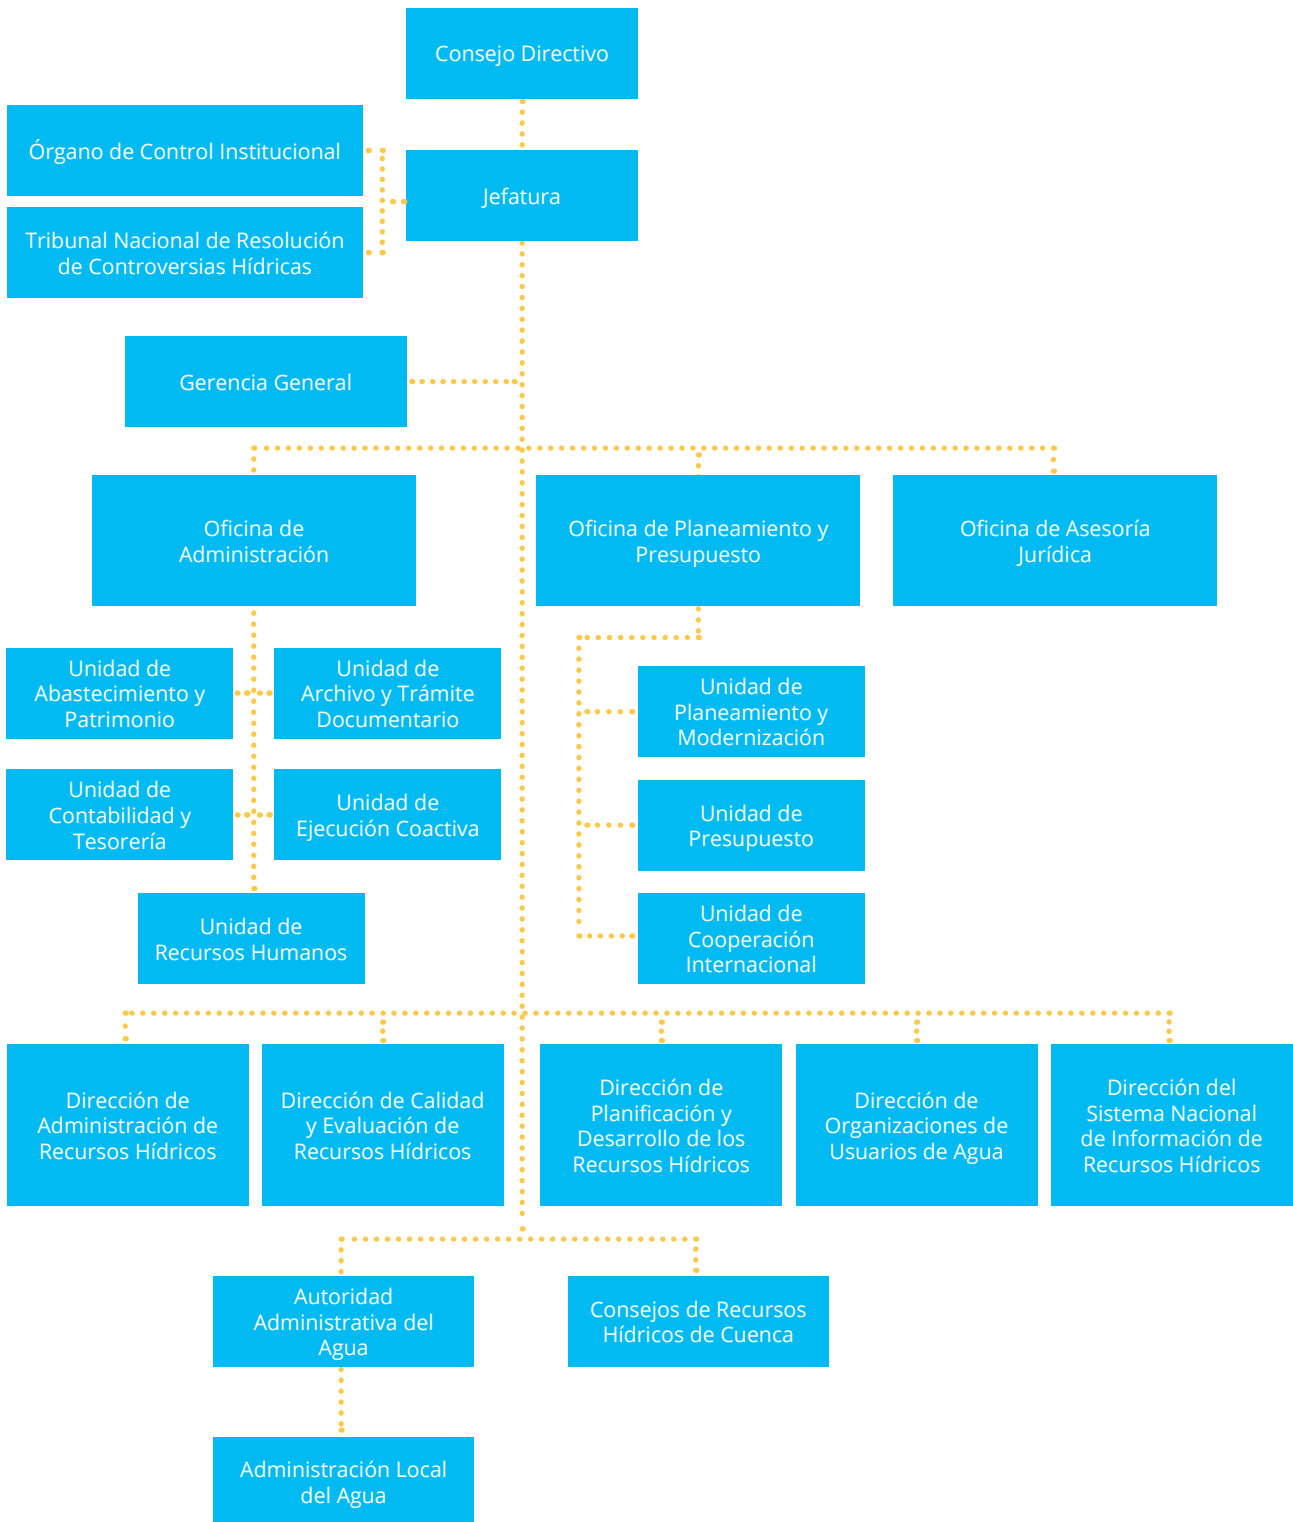 Consejo Directivo
Órgano de Control Institucional
Jefatura
Tribunal Nacional de Resolución
de Controversias Hídricas
Gerencia General
Oficina de
Administración
Oficina de Planeamiento y
Presupuesto
Oficina de Asesoría
Jurídica
Unidad de
Abastecimiento y
Patrimonio
Unidad de
Archivo y Trámite
Documentario
Unidad de
Planeamiento y
Modernización
Unidad de
Contabilidad y
Tesorería
Unidad de
Ejecución Coactiva
Unidad de
Presupuesto
Unidad de
Recursos Humanos
Unidad de
Cooperación
Internacional
Dirección de
Administración de
Recursos Hídricos
Dirección de Calidad
y Evaluación de
Recursos Hídricos
Dirección de
Planificación y
Desarrollo de los
Recursos Hídricos
Dirección de
Organizaciones de
Usuarios de Agua
Dirección del
Sistema Nacional
de Información de
Recursos Hídricos
Autoridad
Administrativa del
Agua
Consejos de Recursos
Hídricos de Cuenca
Administración Local
del Agua